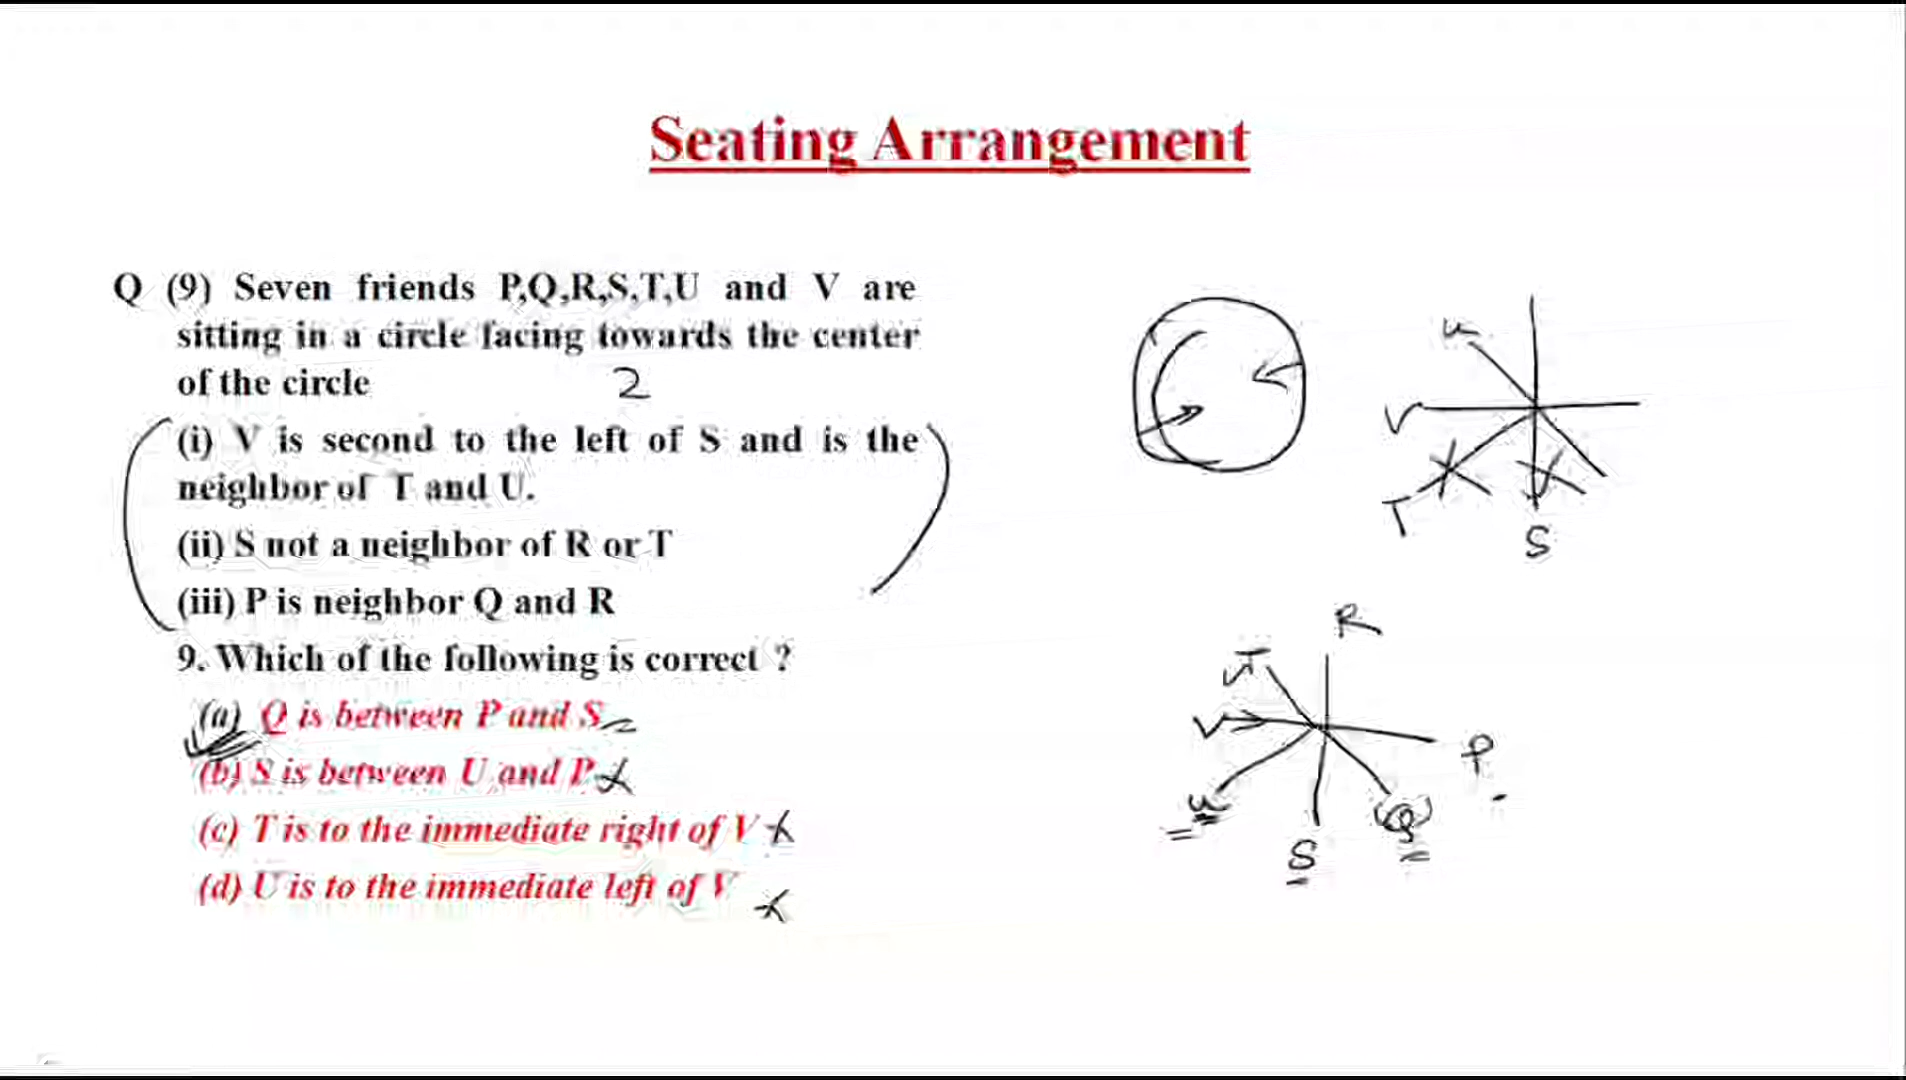 Seating Arrangement
Q (9) Seven friends P,Q,R,S,T,U and V are
sitting in a circle facing towards the center
of the circle
2
(i) V is second to the left of S and is the
neighbor of T and U.
(ii) S not a neighbor of R or T
(iii) P is neighbor Q and R
9. Which of the following is correct ?
(a) Q is between P and S
(b) S is between U and P
(c) T is to the immediate right of V
(d) U is to the immediate left of V
u
V
T
S
R
T
V
P
u
Q
S